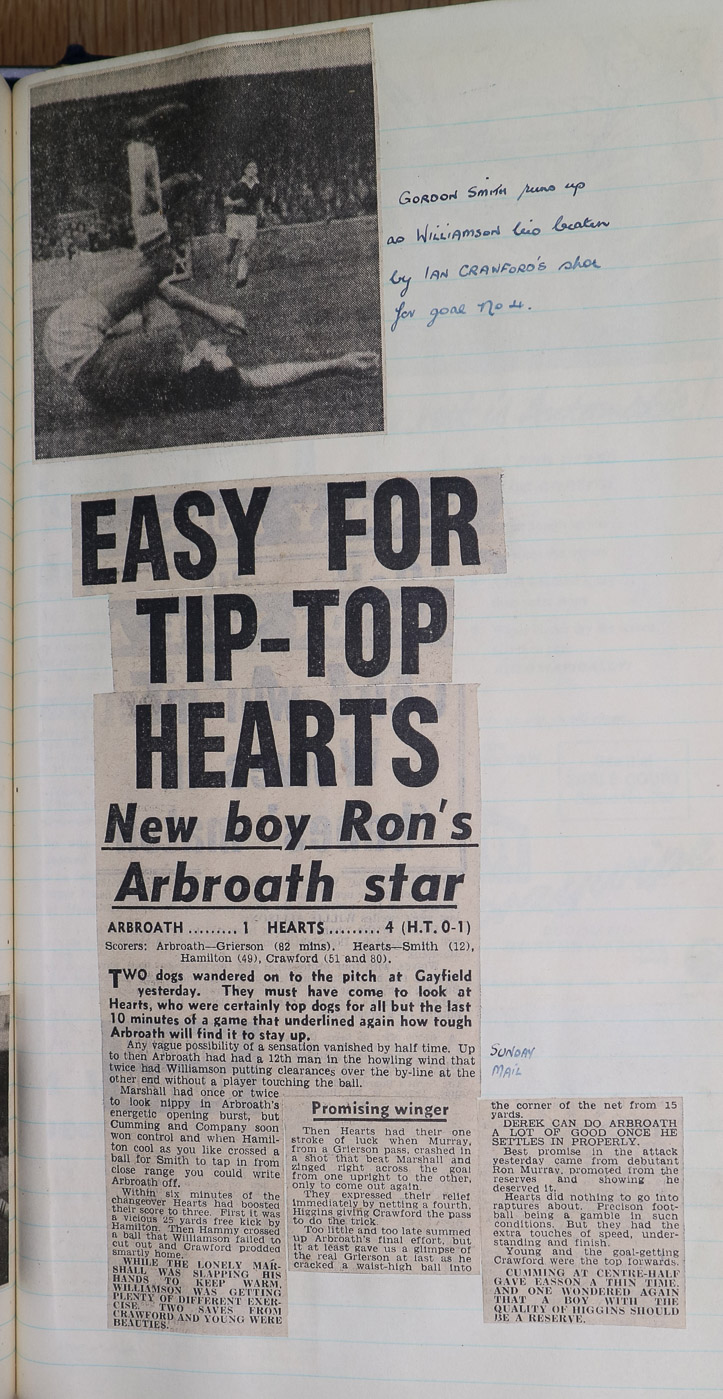 GORDON SMITH runs up
as WILLIAMSON lies beaten
by IAN CRAWFORD'S shot
for goal No 4.
EASY FOR
TIP-TOP
HEARTS
New boy Ron's
Arbroath star
ARBROATH ......... 1 HEARTS ......... 4 (H.T. 0-1)
Scorers: Arbroath—Grierson (82 mins). Hearts—Smith (12),
Hamilton (49), Crawford (51 and 80).
TWO dogs wandered on to the pitch at Gayfield
yesterday. They must have come to look at
Hearts, who were certainly top dogs for all but the last
10 minutes of a game that underlined again how tough
Arbroath will find it to stay up.
Any vague possibility of a sensation vanished by half time. Up
to then Arbroath had had a 12th man in the howling wind that
twice had Williamson putting clearances over the by-line at the
other end without a player touching the ball.
Marshall had once or twice
to look nippy in Arbroath's
energetic opening burst, but
Cumming and Company soon
won control and when Hamil-
ton cool as you like crossed a
ball for Smith to tap in from
close range you could write
Arbroath off.
Within six minutes of the
changeover Hearts had boosted
their score to three. First it was
a vicious 25 yards free kick by
Hamilton. Then Hammy crossed
a ball that Williamson failed to
cut out and Crawford prodded
smartly home.
WHILE THE LONELY MAR-
SHALL WAS SLAPPING HIS
HANDS TO KEEP WARM,
WILLIAMSON WAS GETTING
PLENTY OF DIFFERENT EXER-
CISE. TWO SAVES FROM
CRAWFORD AND YOUNG WERE
BEAUTIES.
Promising winger
Then Hearts had their one
stroke of luck when Murray,
from a Grierson pass, crashed in
a shot that beat Marshall and
zinged right across the goal
from one upright to the other,
only to come out again.
They expressed their relief
immediately by netting a fourth,
Higgins giving Crawford the pass
to do the trick.
Too little and too late summed
up Arbroath's final effort, but
it at least gave us a glimpse of
the real Grierson at last as he
cracked a waist-high ball into
SUNDAY
MAIL
the corner of the net from 15
yards.
DEREK CAN DO ARBROATH
A LOT OF GOOD ONCE HE
SETTLES IN PROPERLY.
Best promise in the attack
yesterday came from debutant
Ron Murray, promoted from the
reserves and showing he
deserved it.
Hearts did nothing to go into
raptures about. Precison foot-
ball being a gamble in such
conditions. But they had the
extra touches of speed, under-
standing and finish.
Young and the goal-getting
Crawford were the top forwards.
CUMMING AT CENTRE-HALF
GAVE EASSON A THIN TIME,
AND ONE WONDERED AGAIN
THAT A BOY WITH THE
QUALITY OF HIGGINS SHOULD
BE A RESERVE.